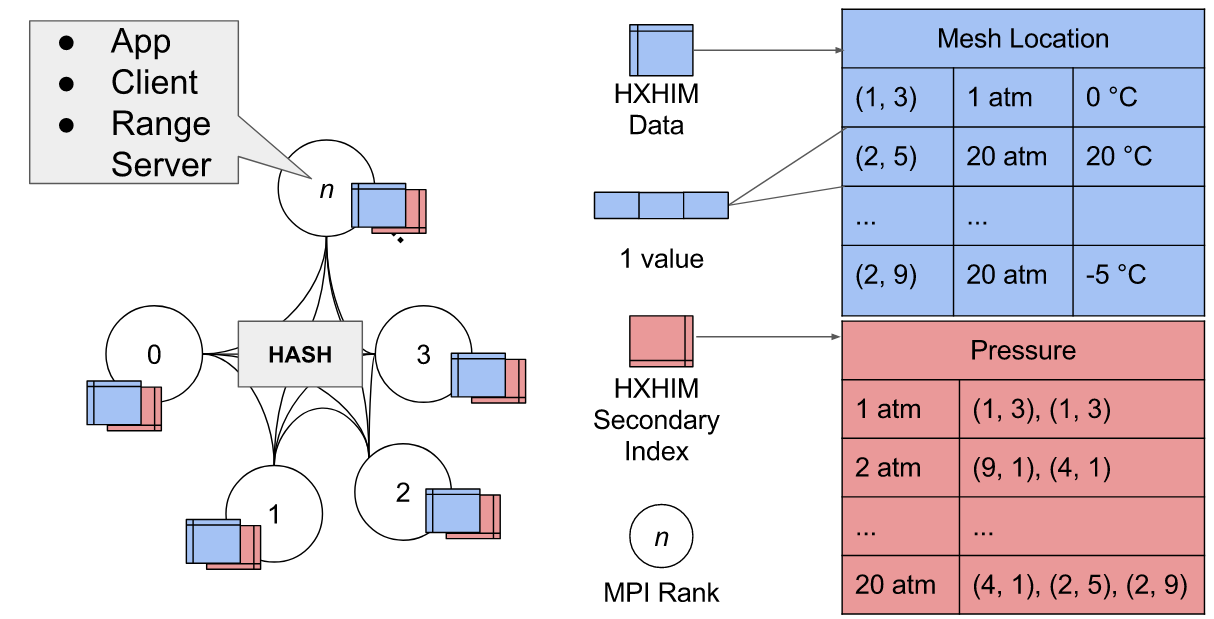 ● App
● Client
● Range
Server
n
0
HASH
3
1
2
HXHIM
Data
1 value
HXHIM
Secondary
Index
n
MPI Rank
Mesh Location
(1, 3) 1 atm 0 °C
(2, 5) 20 atm 20 °C
... ...
(2, 9) 20 atm -5 °C
Pressure
1 atm (1, 3), (1, 3)
2 atm (9, 1), (4, 1)
... ...
20 atm (4, 1), (2, 5), (2, 9)